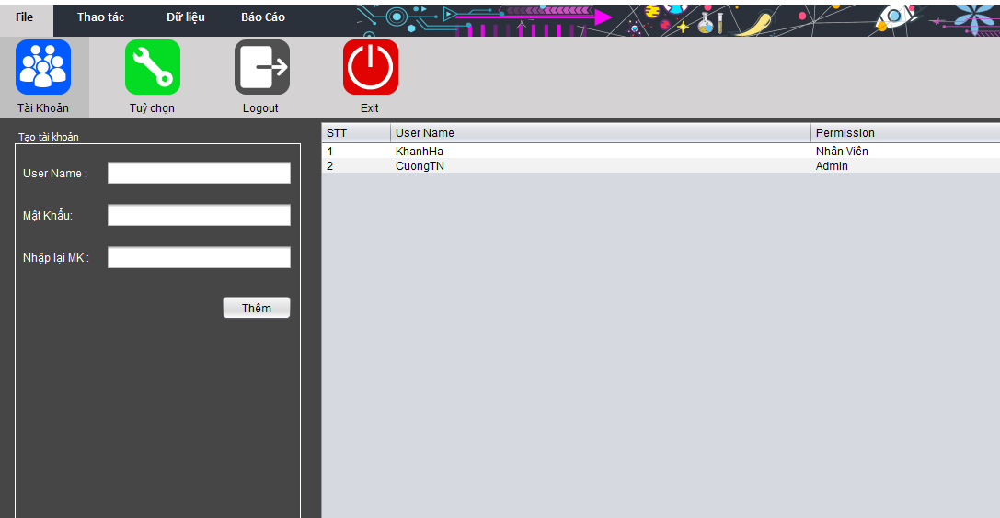 File Thao tác Dữ liệu Báo Cáo
Tài Khoản Tuỳ chọn Logout Exit
Tạo tài khoản
User Name :
Mật Khẩu:
Nhập lại MK :
Thêm
STT User Name Permission
1 KhanhHa Nhân Viên
2 CuongTN Admin